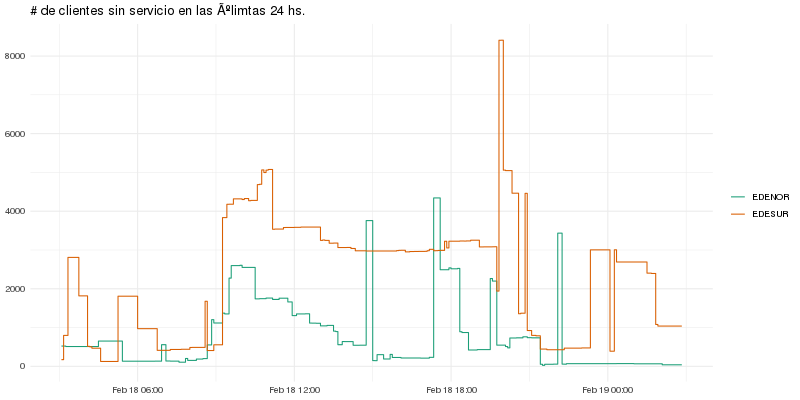 # de clientes sin servicio en las Ãºlimtas 24 hs.
8000
6000
4000
2000
0
Feb 18 06:00
Feb 18 12:00
Feb 18 18:00
Feb 19 00:00
EDENOR
EDESUR